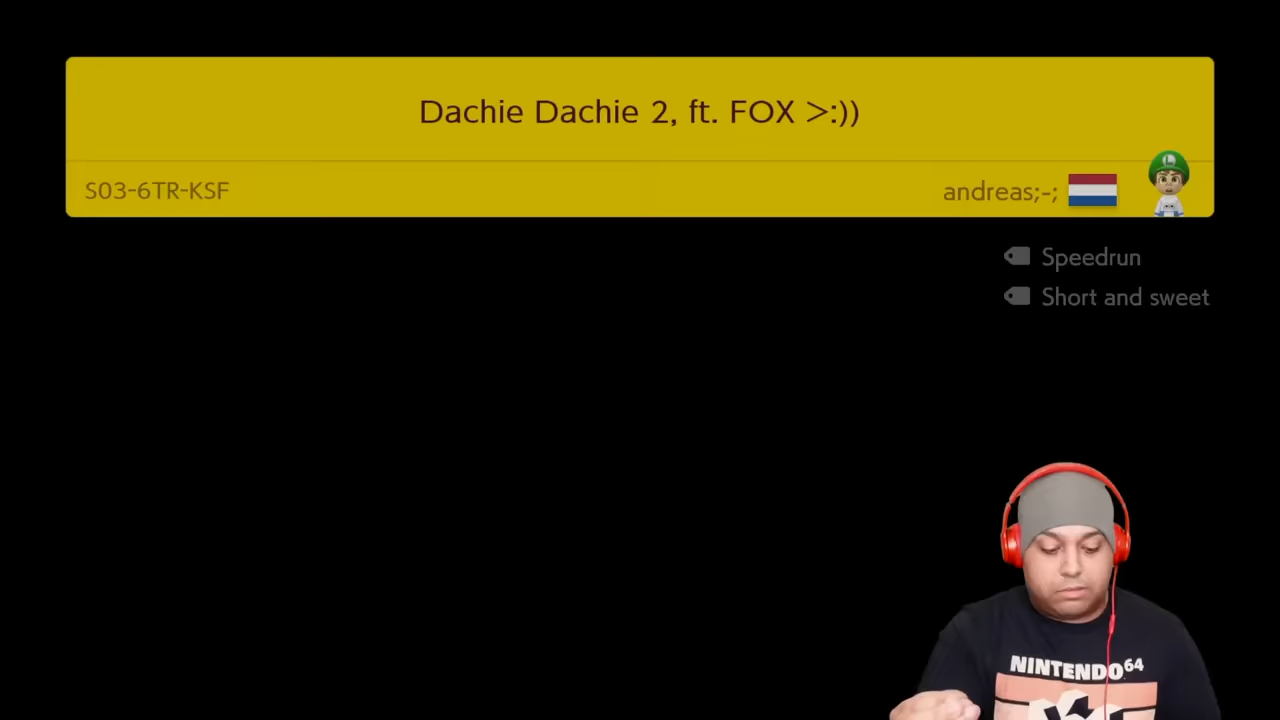 Dachie Dachie 2, ft. FOX >:))
S03-6TR-KSF
andreas;-;
Speedrun
Short and sweet
L
NINTENDO64